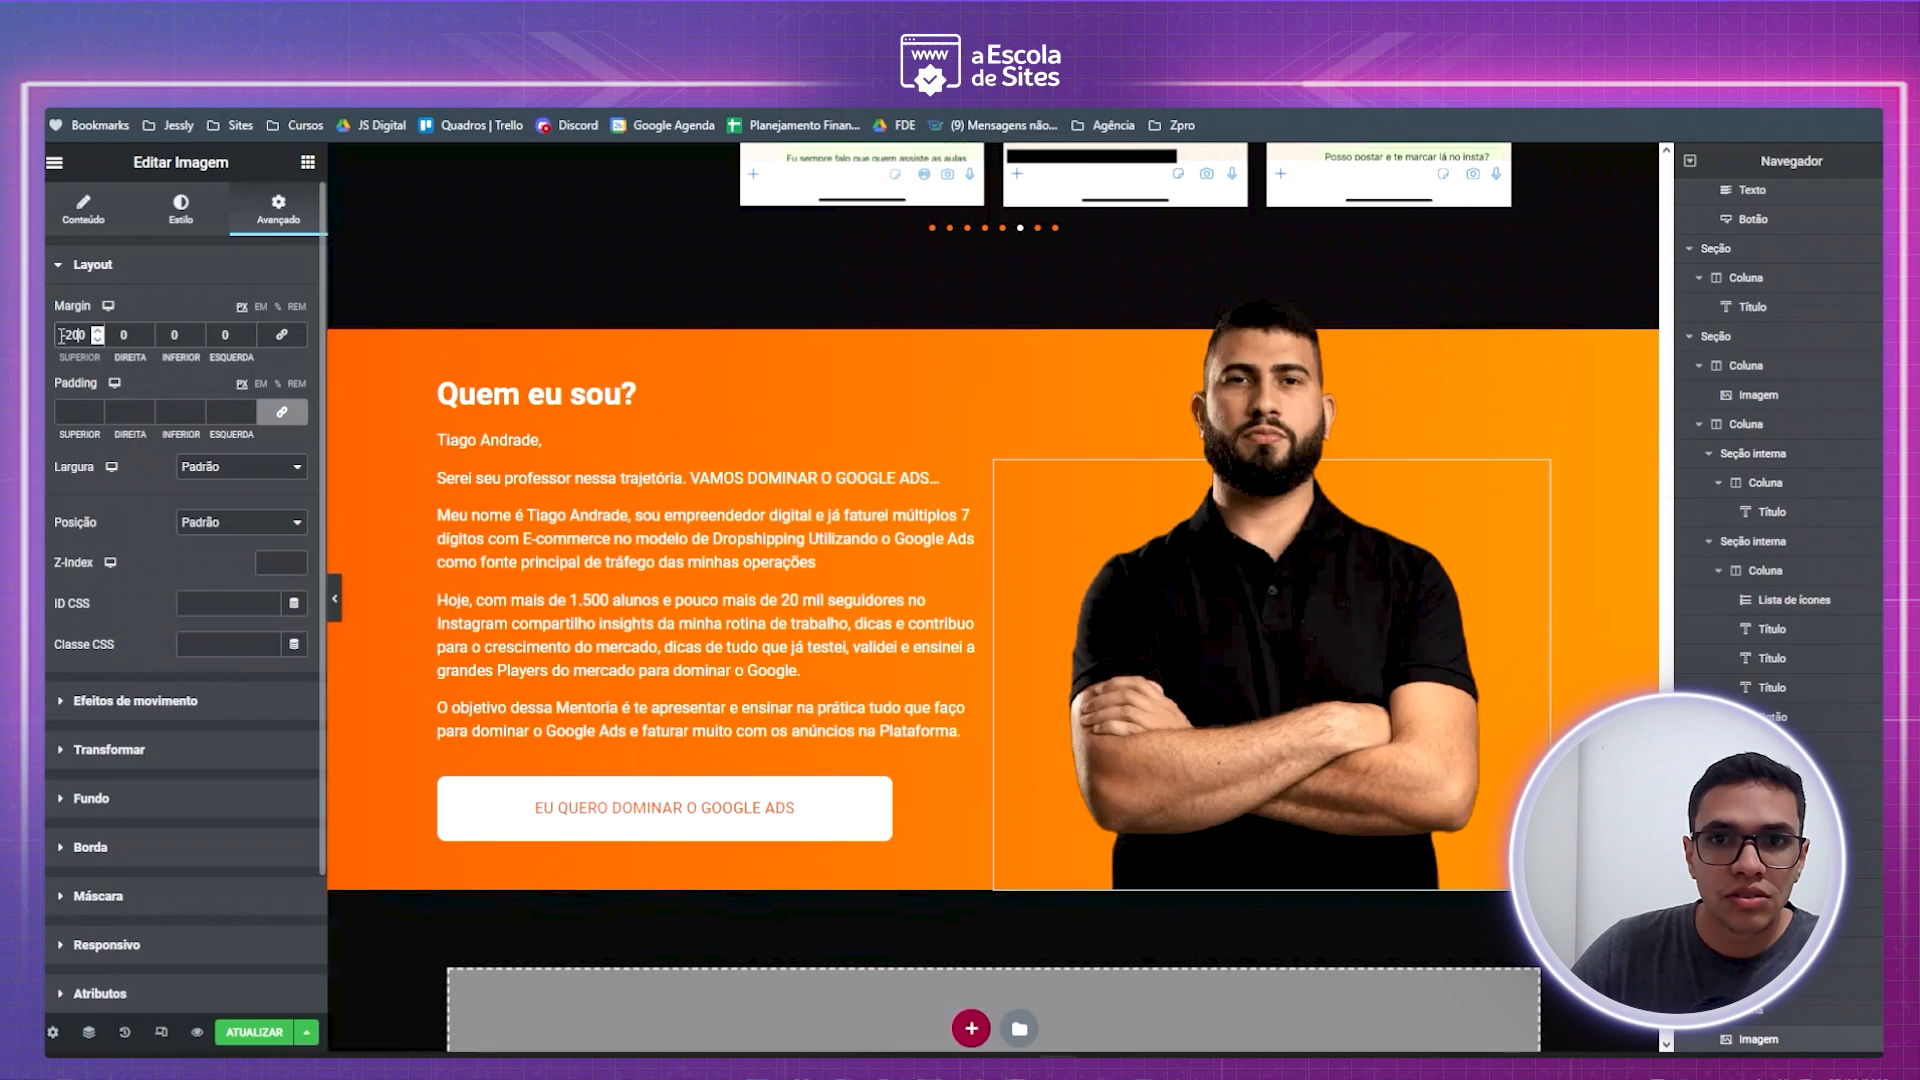 www
a Escola
de Sites
Bookmarks
Jessly
Sites
Cursos
JS Digital
Quadros | Trello
Discord
Google Agenda
Planejamento Finan...
FDE
(9) Mensagens não...
Agência
Zpro
Editar Imagem
Conteúdo
Estilo
Avançado
Layout
Margin
PX EM % REM
-200
0
0
0
SUPERIOR DIREITA INFERIOR ESQUERDA
Padding
PX EM % REM
SUPERIOR DIREITA INFERIOR ESQUERDA
Largura
Padrão
Posição
Padrão
Z-Index
ID CSS
Classe CSS
Efeitos de movimento
Transformar
Fundo
Borda
Máscara
Responsivo
Atributos
ATUALIZAR
Eu sempre falo que quem assiste as aulas
Posso postar e te marcar lá no insta?
Quem eu sou?
Tiago Andrade,
Serei seu professor nessa trajetória. VAMOS DOMINAR O GOOGLE ADS...
Meu nome é Tiago Andrade, sou empreendedor digital e já faturei múltiplos 7
dígitos com E-commerce no modelo de Dropshipping Utilizando o Google Ads
como fonte principal de tráfego das minhas operações
Hoje, com mais de 1.500 alunos e pouco mais de 20 mil seguidores no
Instagram compartilho insights da minha rotina de trabalho, dicas e contribuo
para o crescimento do mercado, dicas de tudo que já testei, validei e ensinei a
grandes Players do mercado para dominar o Google.
O objetivo dessa Mentoria é te apresentar e ensinar na prática tudo que faço
para dominar o Google Ads e faturar muito com os anúncios na Plataforma.
EU QUERO DOMINAR O GOOGLE ADS
Navegador
Texto
Botão
Seção
Coluna
Título
Seção
Coluna
Imagem
Coluna
Seção interna
Coluna
Título
Seção interna
Coluna
Lista de ícones
Título
Título
Título
Imagem